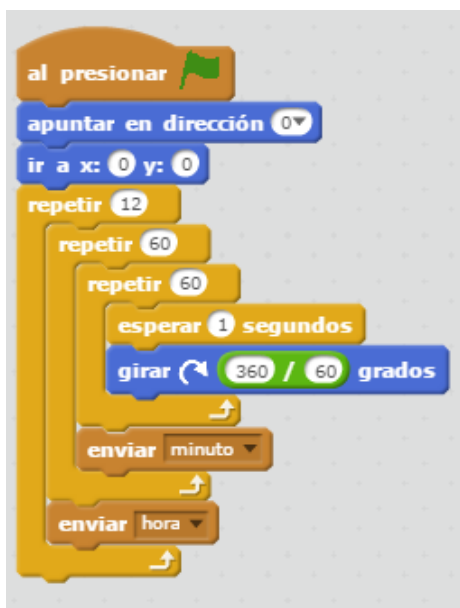 al presionar
apuntar en dirección 0
ir a x: 0 y: 0
repetir 12
repetir 60
repetir 60
esperar 1 segundos
girar 360 / 60 grados
enviar minuto
enviar hora